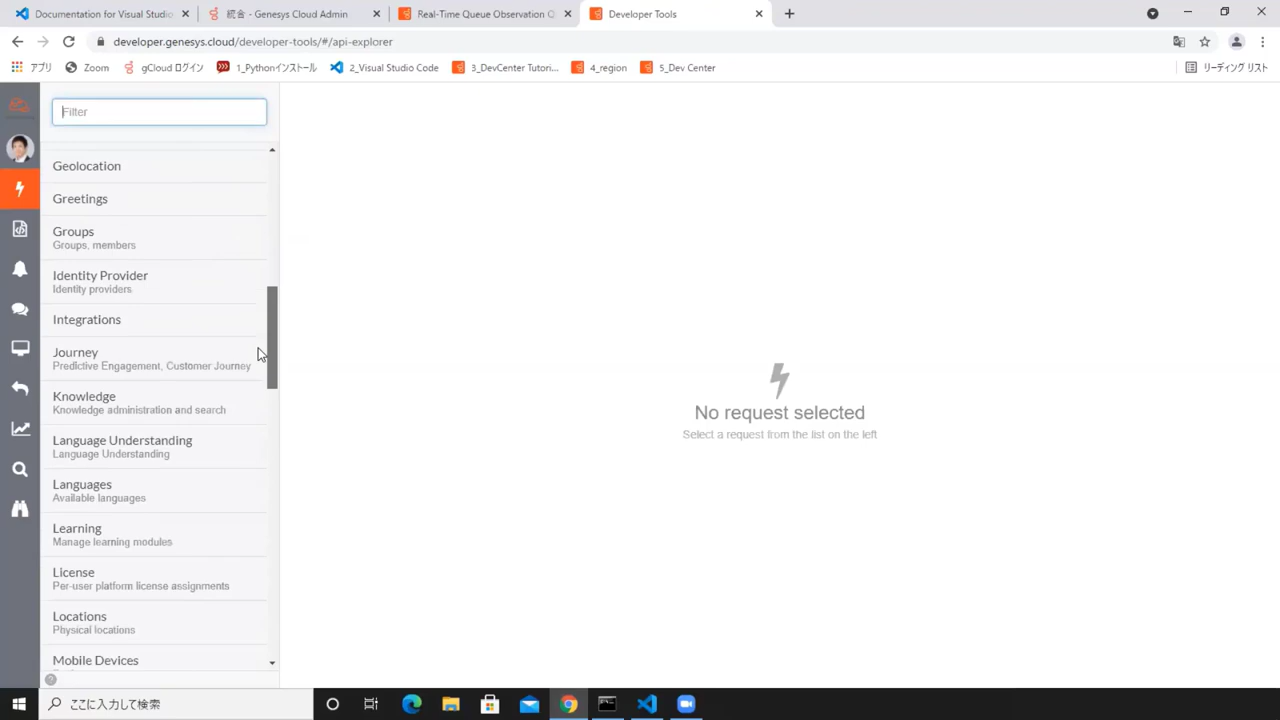 Documentation for Visual Studio
統合 - Genesys Cloud Admin
Real-Time Queue Observation Q
Developer Tools
developer.genesys.cloud/developer-tools/#/api-explorer
アプリ
Zoom
gCloud ログイン
1_Pythonインストール
2_Visual Studio Code
3_DevCenter Tutori...
4_region
5_Dev Center
リーディング リスト
Filter
Geolocation
Greetings
Groups
Groups, members
Identity Provider
Identity providers
Integrations
Journey
Predictive Engagement, Customer Journey
Knowledge
Knowledge administration and search
Language Understanding
Language Understanding
Languages
Available languages
Learning
Manage learning modules
License
Per-user platform license assignments
Locations
Physical locations
Mobile Devices
No request selected
Select a request from the list on the left
ここに入力して検索